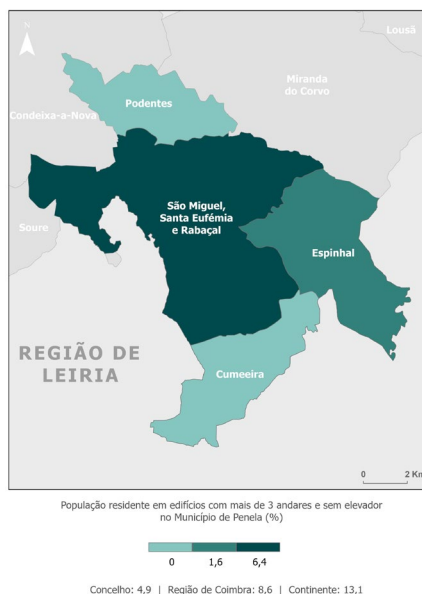 N
Lousã
Miranda
do Corvo
Podentes
Condeixa-a-Nova
São Miguel,
Santa Eufémia
e Rabaçal
Soure
Espinhal
REGIÃO DE
LEIRIA
Cumeeira
0 2 Km
População residente em edifícios com mais de 3 andares e sem elevador
no Município de Penela (%)
0 1,6 6,4
Concelho: 4,9 | Região de Coimbra: 8,6 | Continente: 13,1